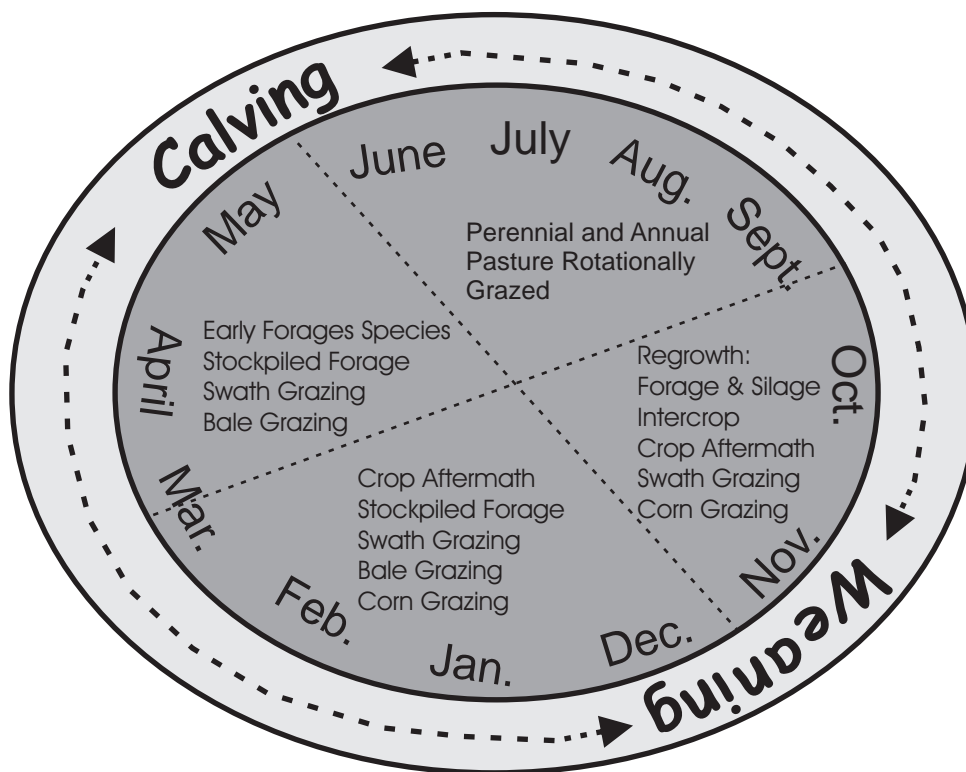 Calving
Weaning
May
June
July
Aug.
Sept.
Oct.
Nov.
Dec.
Jan.
Feb.
Mar.
April
Perennial and Annual
Pasture Rotationally
Grazed
Early Forages Species
Stockpiled Forage
Swath Grazing
Bale Grazing
Regrowth:
Forage & Silage
Intercrop
Crop Aftermath
Swath Grazing
Corn Grazing
Crop Aftermath
Stockpiled Forage
Swath Grazing
Bale Grazing
Corn Grazing